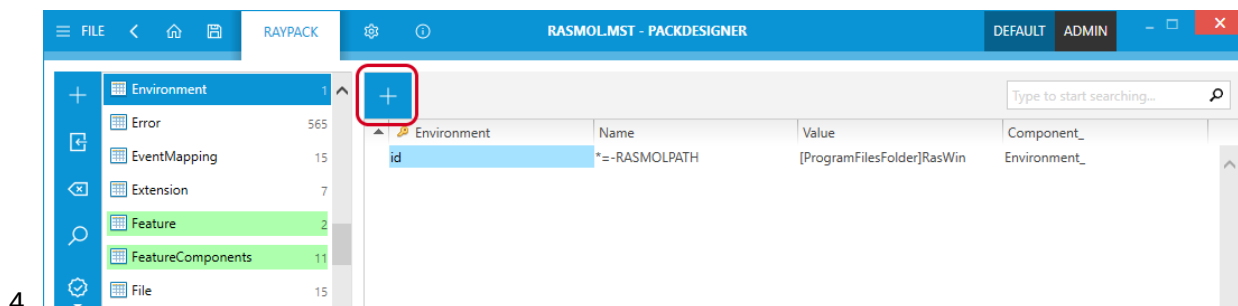 FILE RAYPACK RASMOL.MST - PACKDESIGNER DEFAULT ADMIN
Environment 1
Type to start searching...
Error 565
Environment Name Value Component_
EventMapping 15
id *=-RASMOLPATH [ProgramFilesFolder]RasWin Environment_
Extension 7
Feature 2
FeatureComponents 11
File 15
4